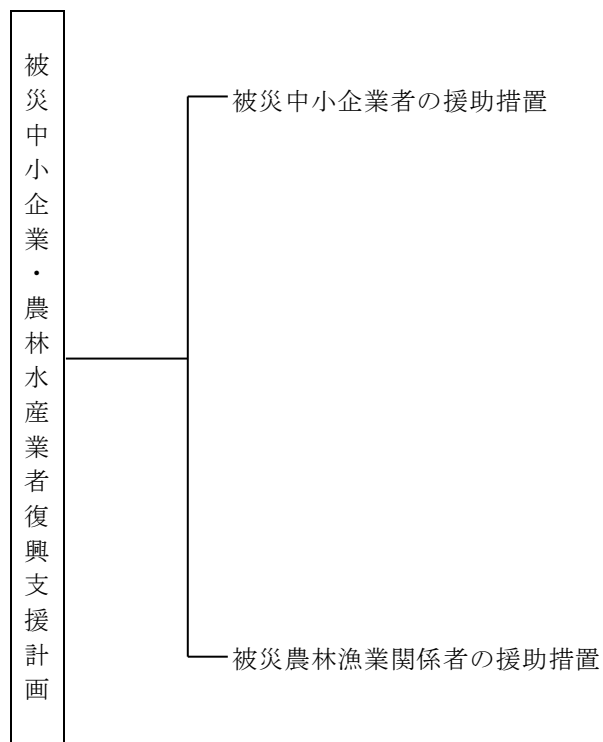 被災中小企業・農林水産業者復興支援計画
被災中小企業者の援助措置
被災農林漁業関係者の援助措置